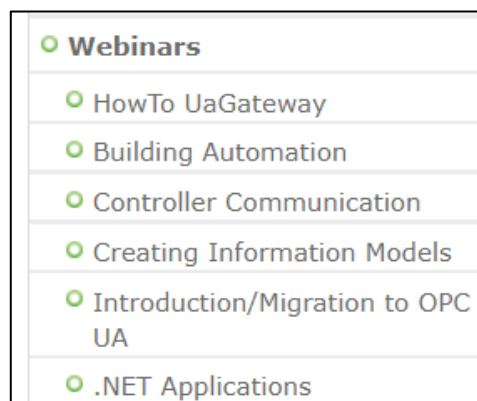 Webinars
HowTo UaGateway
Building Automation
Controller Communication
Creating Information Models
Introduction/Migration to OPC
UA
.NET Applications